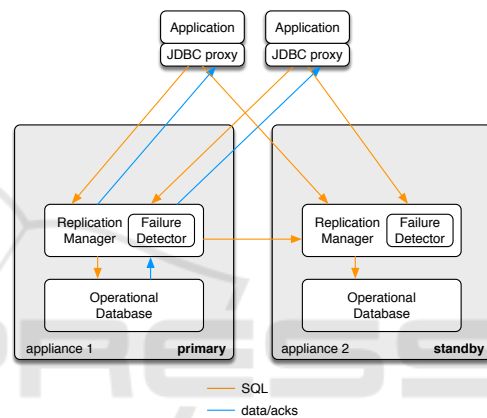 Application
JDBC proxy
Application
JDBC proxy
Replication
Manager
Failure
Detector
Operational
Database
appliance 1
primary
Replication
Manager
Failure
Detector
Operational
Database
appliance 2
standby
SQL
data/acks